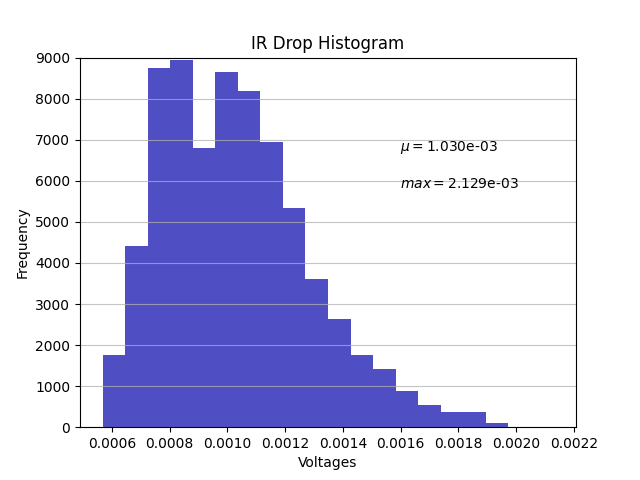 IR Drop Histogram
9000
8000
7000
6000
5000
4000
3000
2000
1000
0
Frequency
μ = 1.030e-03
max = 2.129e-03
0.0006 0.0008 0.0010 0.0012 0.0014 0.0016 0.0018 0.0020 0.0022
Voltages